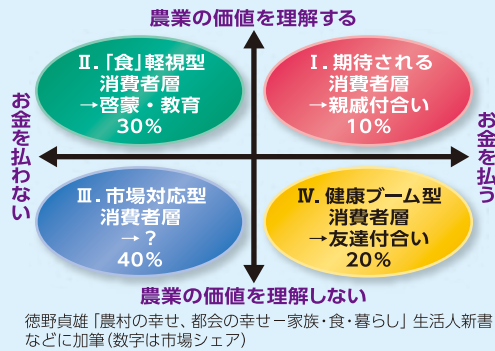 農業の価値を理解する
Ⅱ.「食」軽視型
消費者層
→啓蒙・教育
30%
Ⅰ.期待される
消費者層
→親戚付合い
10%
お金を払わない
お金を払う
Ⅲ.市場対応型
消費者層
→?
40%
Ⅳ.健康ブーム型
消費者層
→友達付合い
20%
農業の価値を理解しない
徳野貞雄「農村の幸せ、都会の幸せー家族・食・暮らし」生活人新書
などに加筆(数字は市場シェア)